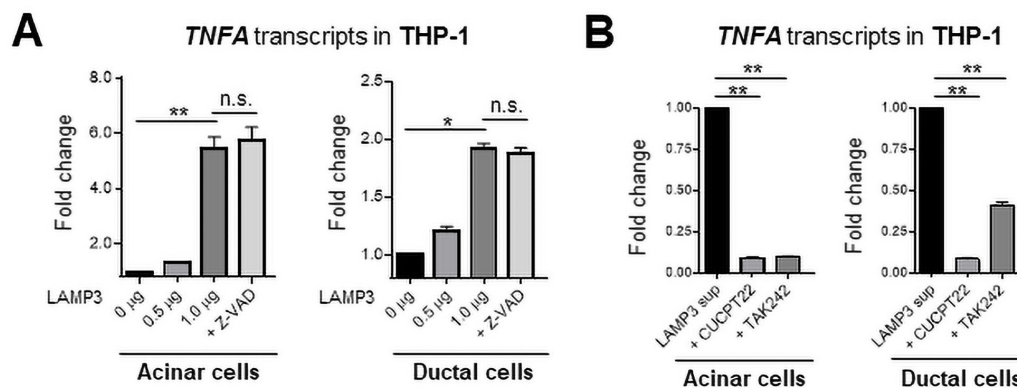 A
TNFA transcripts in THP-1
Fold change
8.0
6.0
4.0
2.0
**
n.s.
LAMP3
0 µg
0.5 µg
1.0 µg
+ Z-VAD
Acinar cells
Fold change
2.5
2.0
1.5
1.0
*
n.s.
LAMP3
0 µg
0.5 µg
1.0 µg
+ Z-VAD
Ductal cells
B
TNFA transcripts in THP-1
Fold change
1.00
0.75
0.50
0.25
0.00
**
**
LAMP3 sup
+ CUCPT22
+ TAK242
Acinar cells
Fold change
1.00
0.75
0.50
0.25
0.00
**
**
LAMP3 sup
+ CUCPT22
+ TAK242
Ductal cells